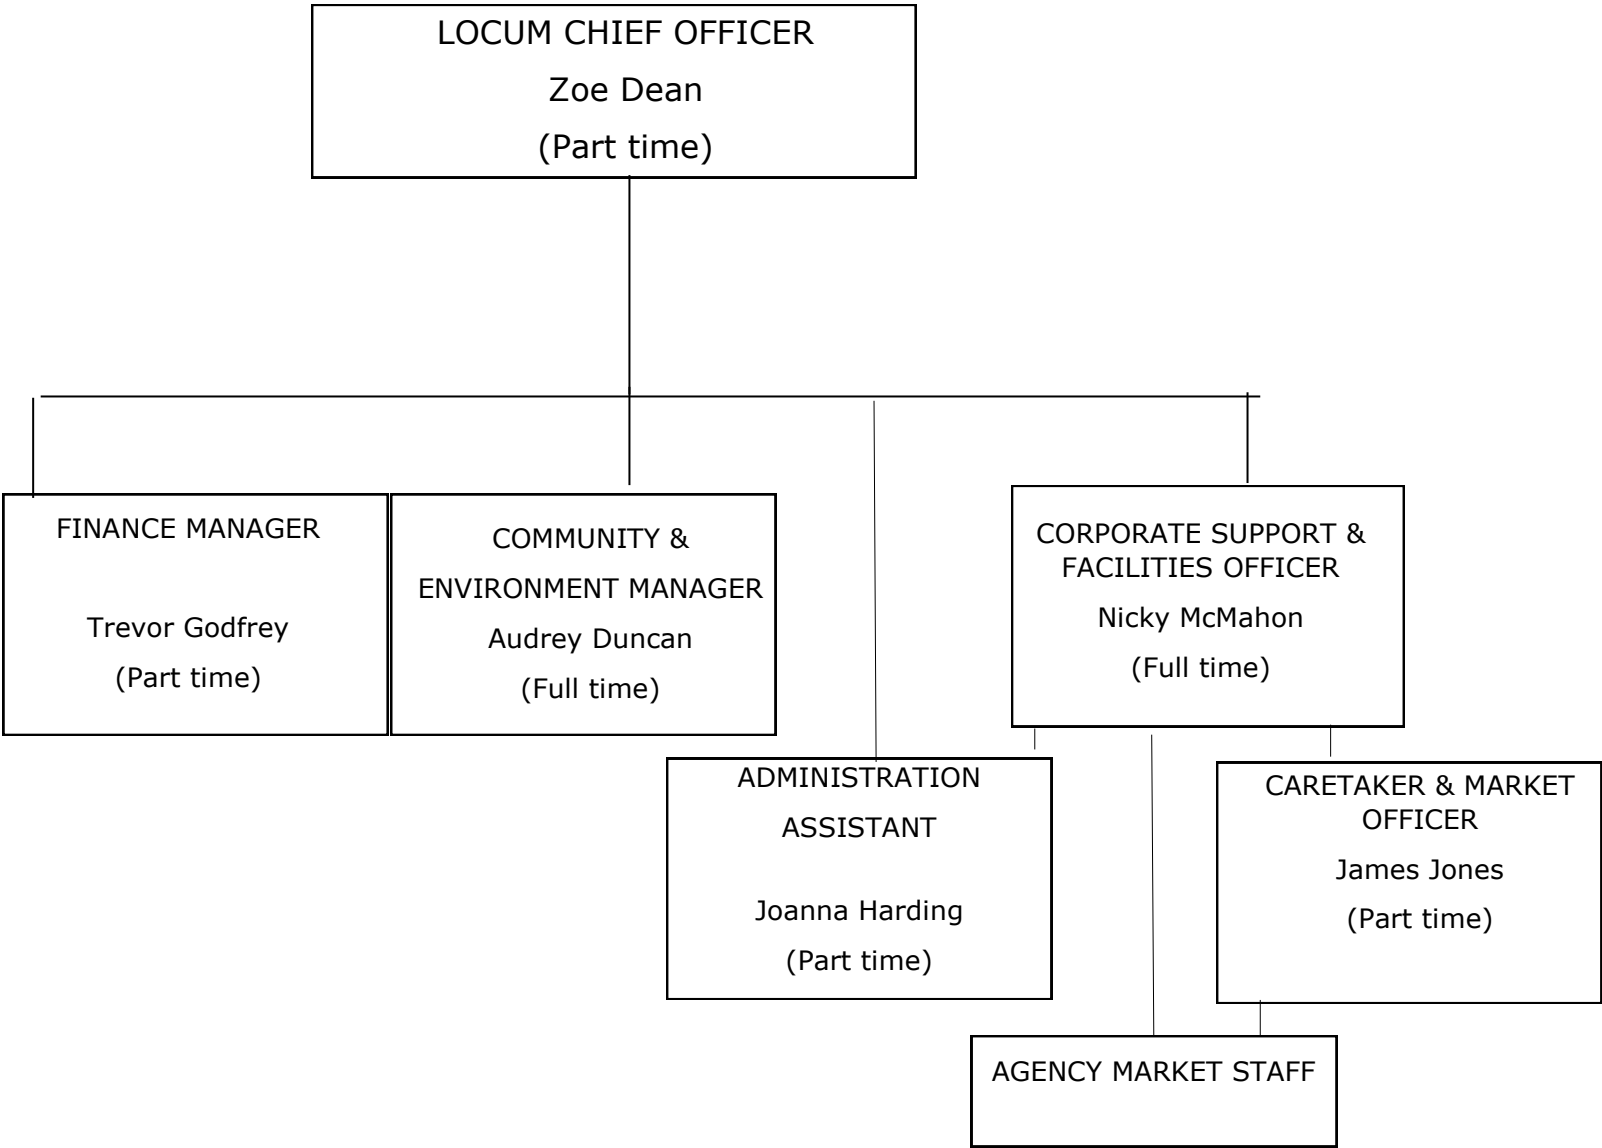 LOCUM CHIEF OFFICER
Zoe Dean
(Part time)
FINANCE MANAGER
Trevor Godfrey
(Part time)
COMMUNITY &
ENVIRONMENT MANAGER
Audrey Duncan
(Full time)
CORPORATE SUPPORT &
FACILITIES OFFICER
Nicky McMahon
(Full time)
ADMINISTRATION
ASSISTANT
Joanna Harding
(Part time)
CARETAKER & MARKET
OFFICER
James Jones
(Part time)
AGENCY MARKET STAFF